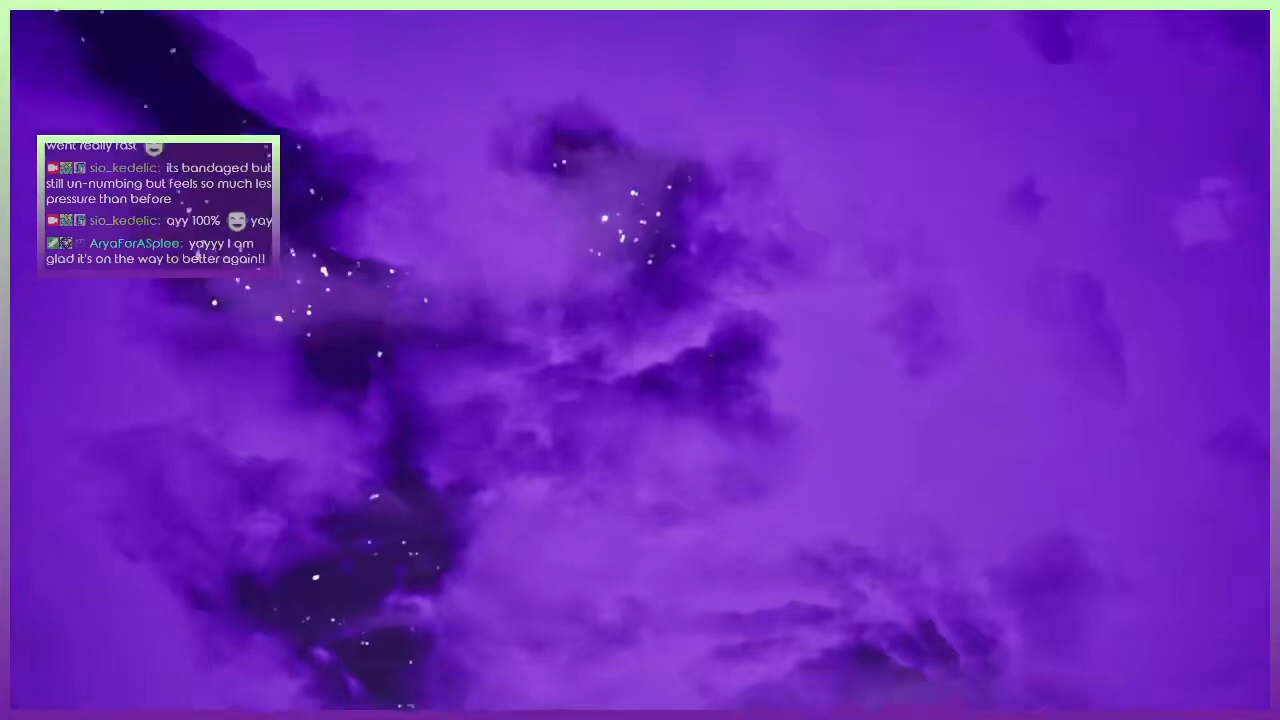 went really fast
sio_kedelic: its bandaged but
still un-numbing but feels so much les
pressure than before
sio_kedelic: ayy 100% yay
AryaForASplee: yayyy I am
glad it's on the way to better again!!